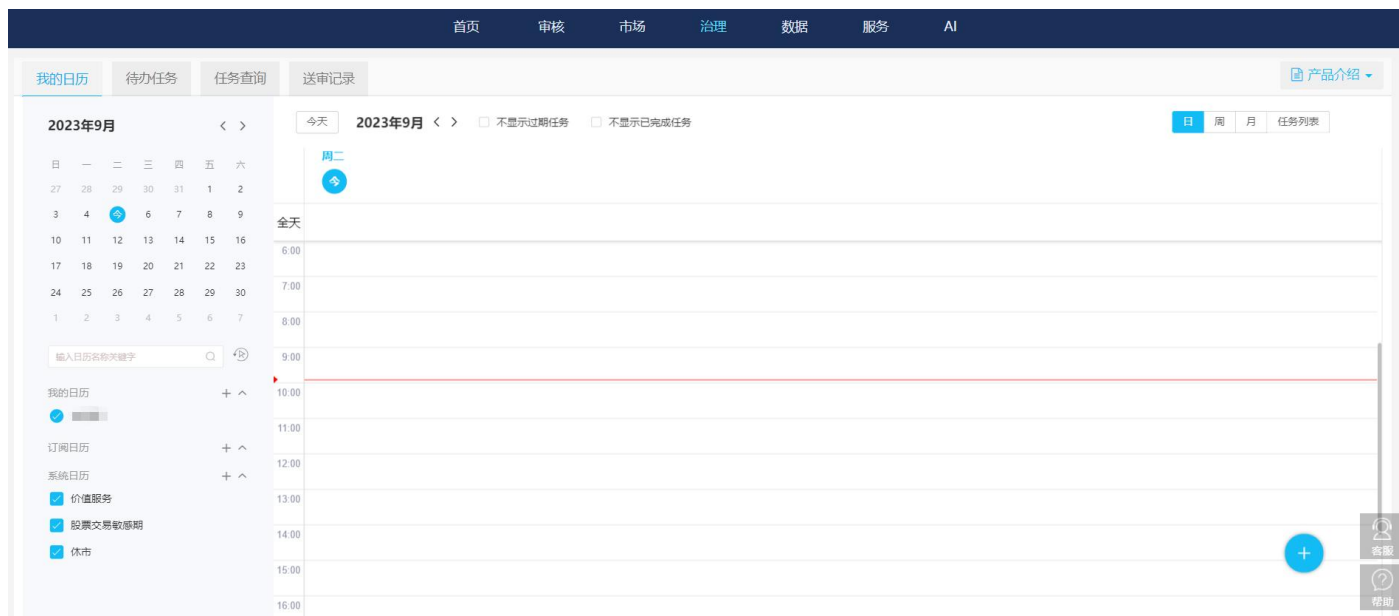 首页 审核 市场 治理 数据 服务 AI
我的日历 待办任务 任务查询 送审记录 产品介绍
2023年9月 < >
日 一 二 三 四 五 六
27 28 29 30 31 1 2
3 4 今 6 7 8 9
10 11 12 13 14 15 16
17 18 19 20 21 22 23
24 25 26 27 28 29 30
1 2 3 4 5 6 7
输入日历名称关键字
我的日历
订阅日历
系统日历
价值服务
股票交易敏感期
休市
今天 2023年9月 < > 不显示过期任务 不显示已完成任务 日 周 月 任务列表
周二
今
全天
6:00
7:00
8:00
9:00
10:00
11:00
12:00
13:00
14:00
15:00
16:00
客服
帮助